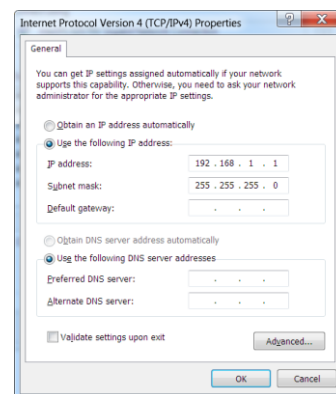 Internet Protocol Version 4 (TCP/IPv4) Properties
General
You can get IP settings assigned automatically if your network
supports this capability. Otherwise, you need to ask your network
administrator for the appropriate IP settings.
Obtain an IP address automatically
Use the following IP address:
IP address: 192 . 168 . 1 . 1
Subnet mask: 255 . 255 . 255 . 0
Default gateway: . . .
Obtain DNS server address automatically
Use the following DNS server addresses
Preferred DNS server: . . .
Alternate DNS server: . . .
Validate settings upon exit
Advanced...
OK Cancel